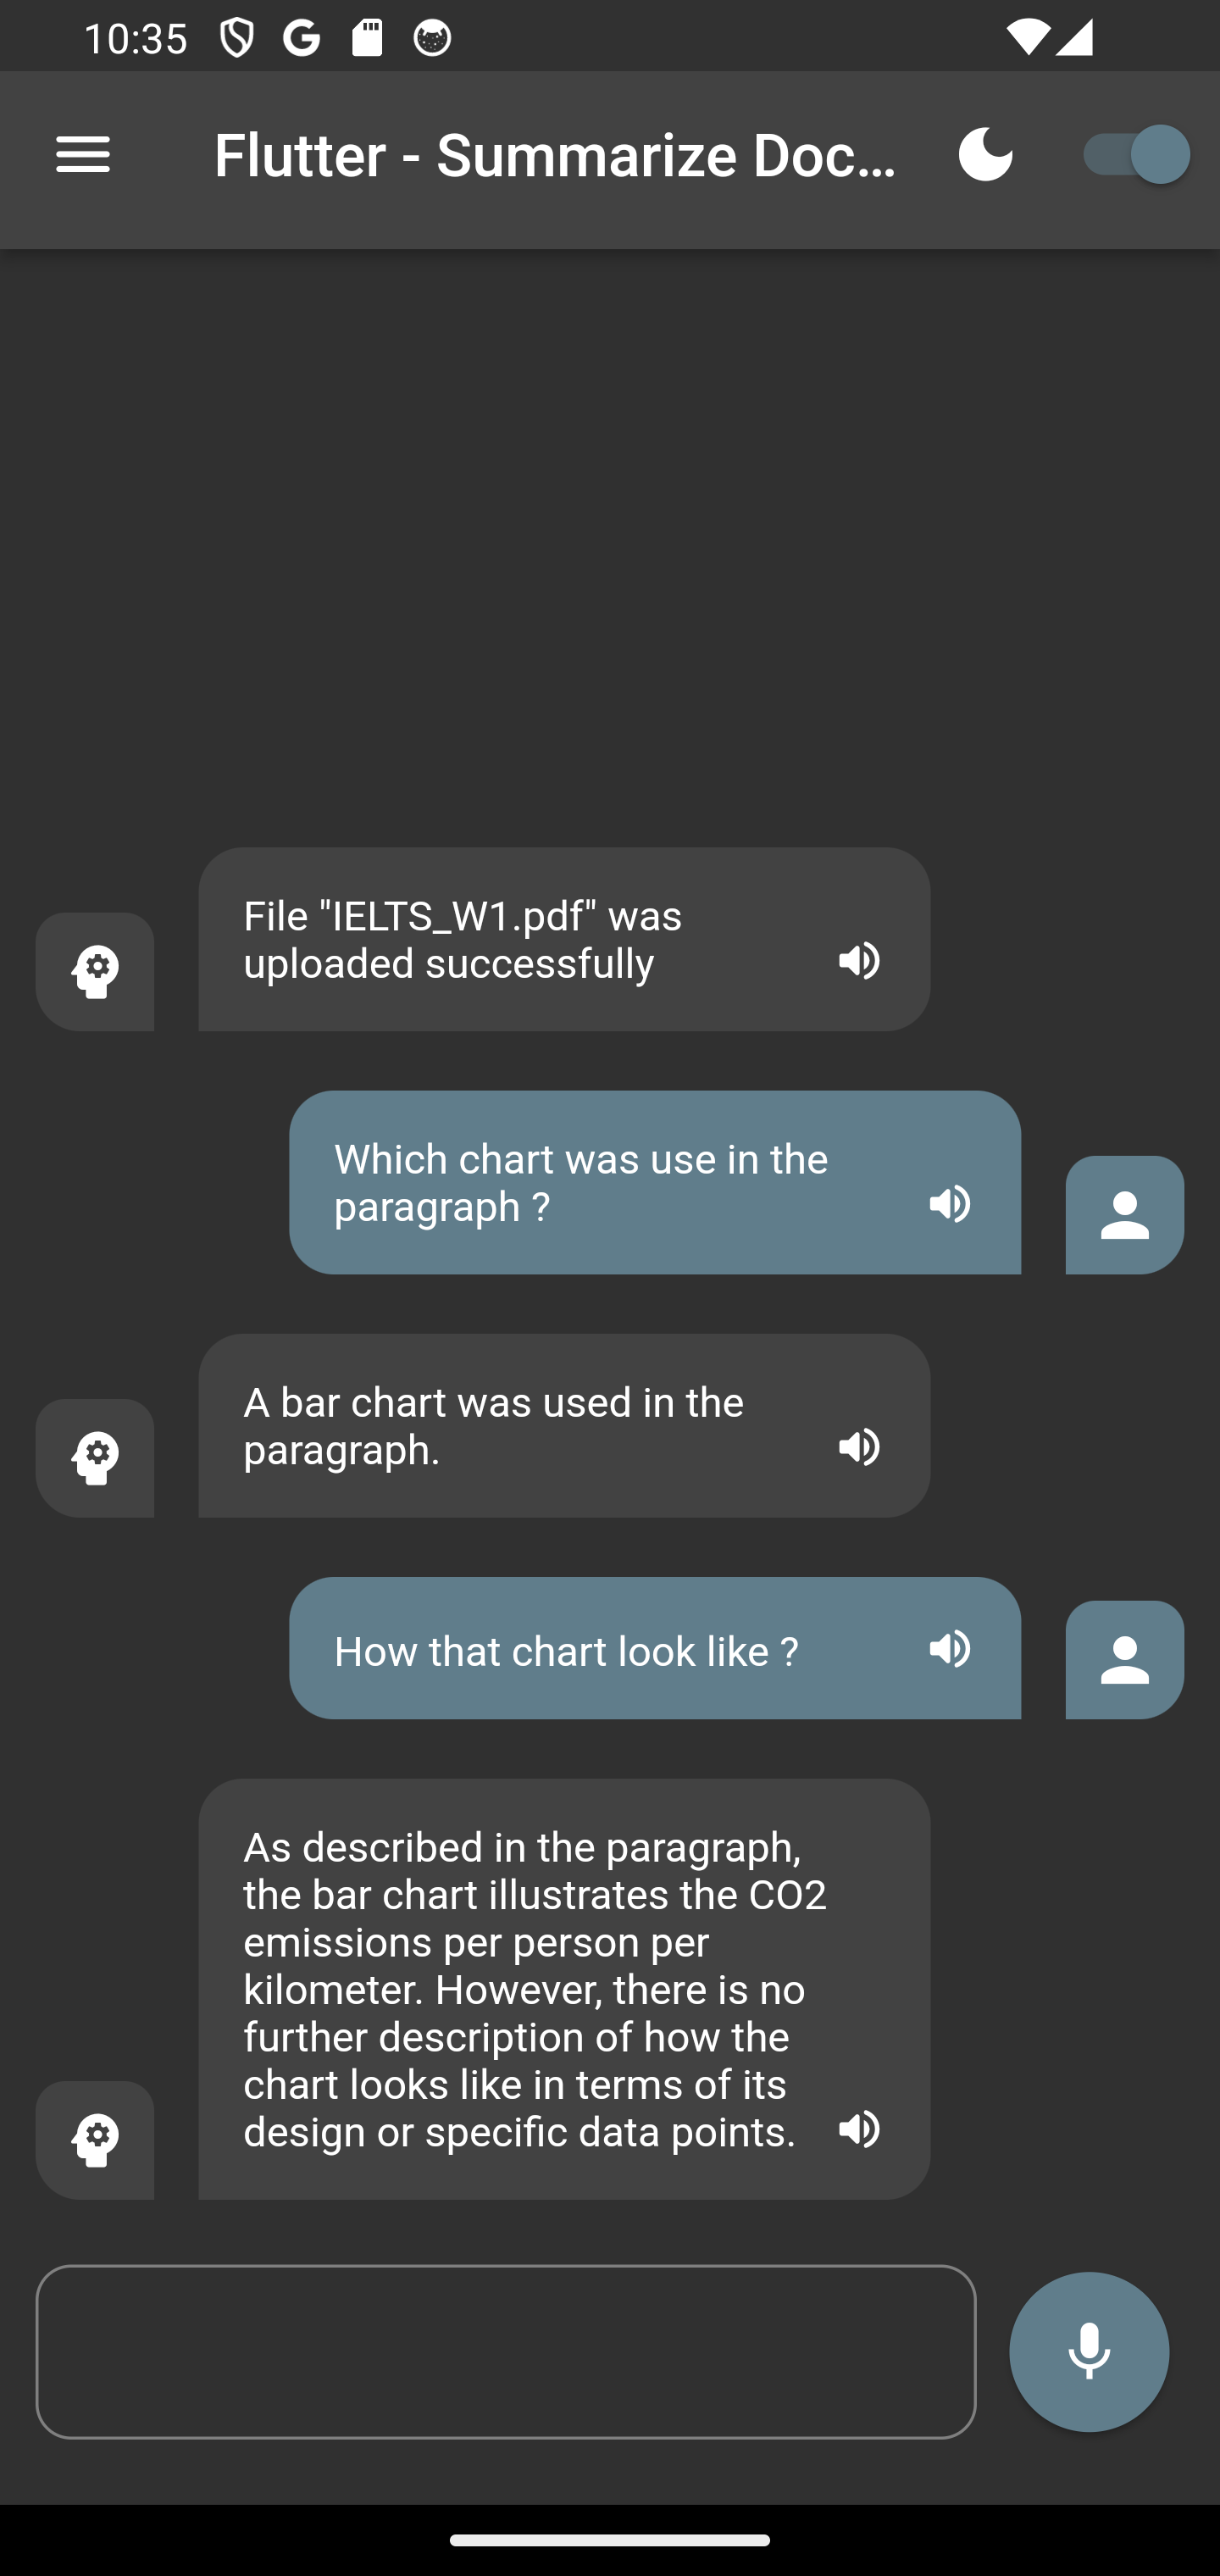 10:35
Flutter - Summarize Doc...
File "IELTS_W1.pdf" was
uploaded successfully
Which chart was use in the
paragraph ?
A bar chart was used in the
paragraph.
How that chart look like ?
As described in the paragraph,
the bar chart illustrates the CO2
emissions per person per
kilometer. However, there is no
further description of how the
chart looks like in terms of its
design or specific data points.